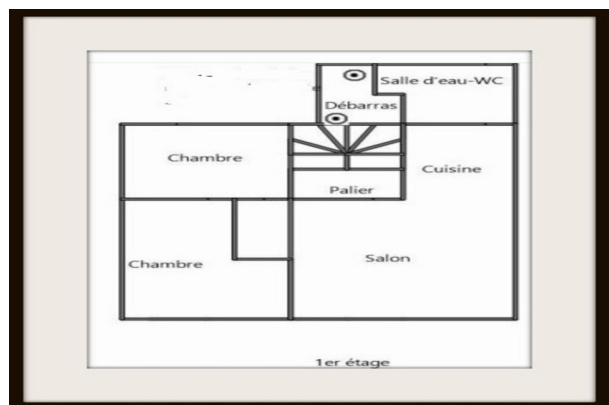 Salle d'eau-WC
Débarras
Chambre
Cuisine
Palier
Chambre
Salon
1er étage